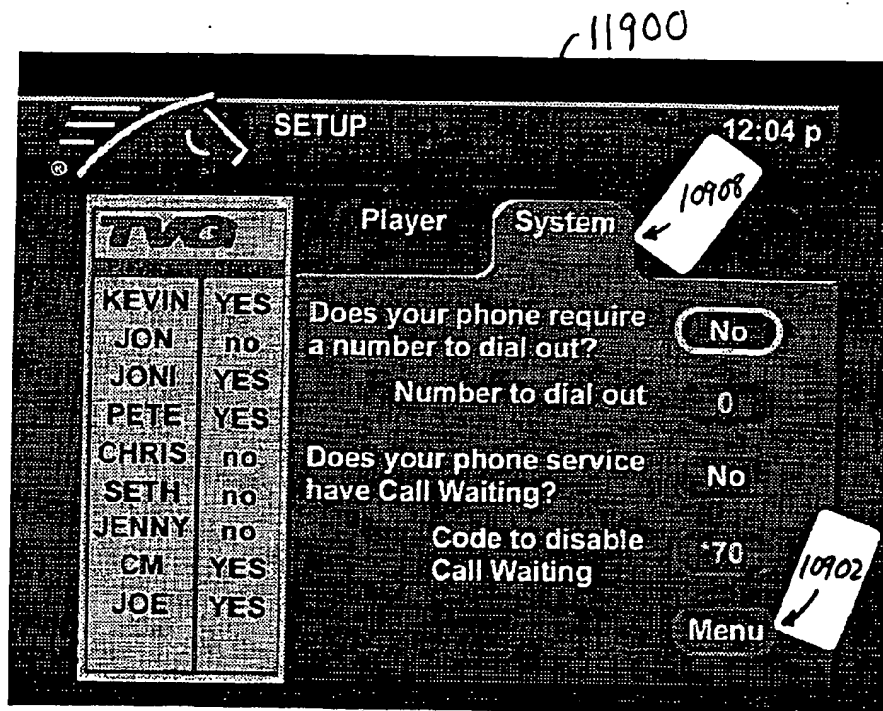 11900
SETUP
12:04 p
®
TVG
Player
System
10908
KEVIN YES
JON no
JONI YES
PETE YES
CHRIS no
SETH no
JENNY no
CM YES
JOE YES
Does your phone require
a number to dial out?
No
Number to dial out
0
Does your phone service
have Call Waiting?
No
Code to disable
Call Waiting
*70
10902
Menu